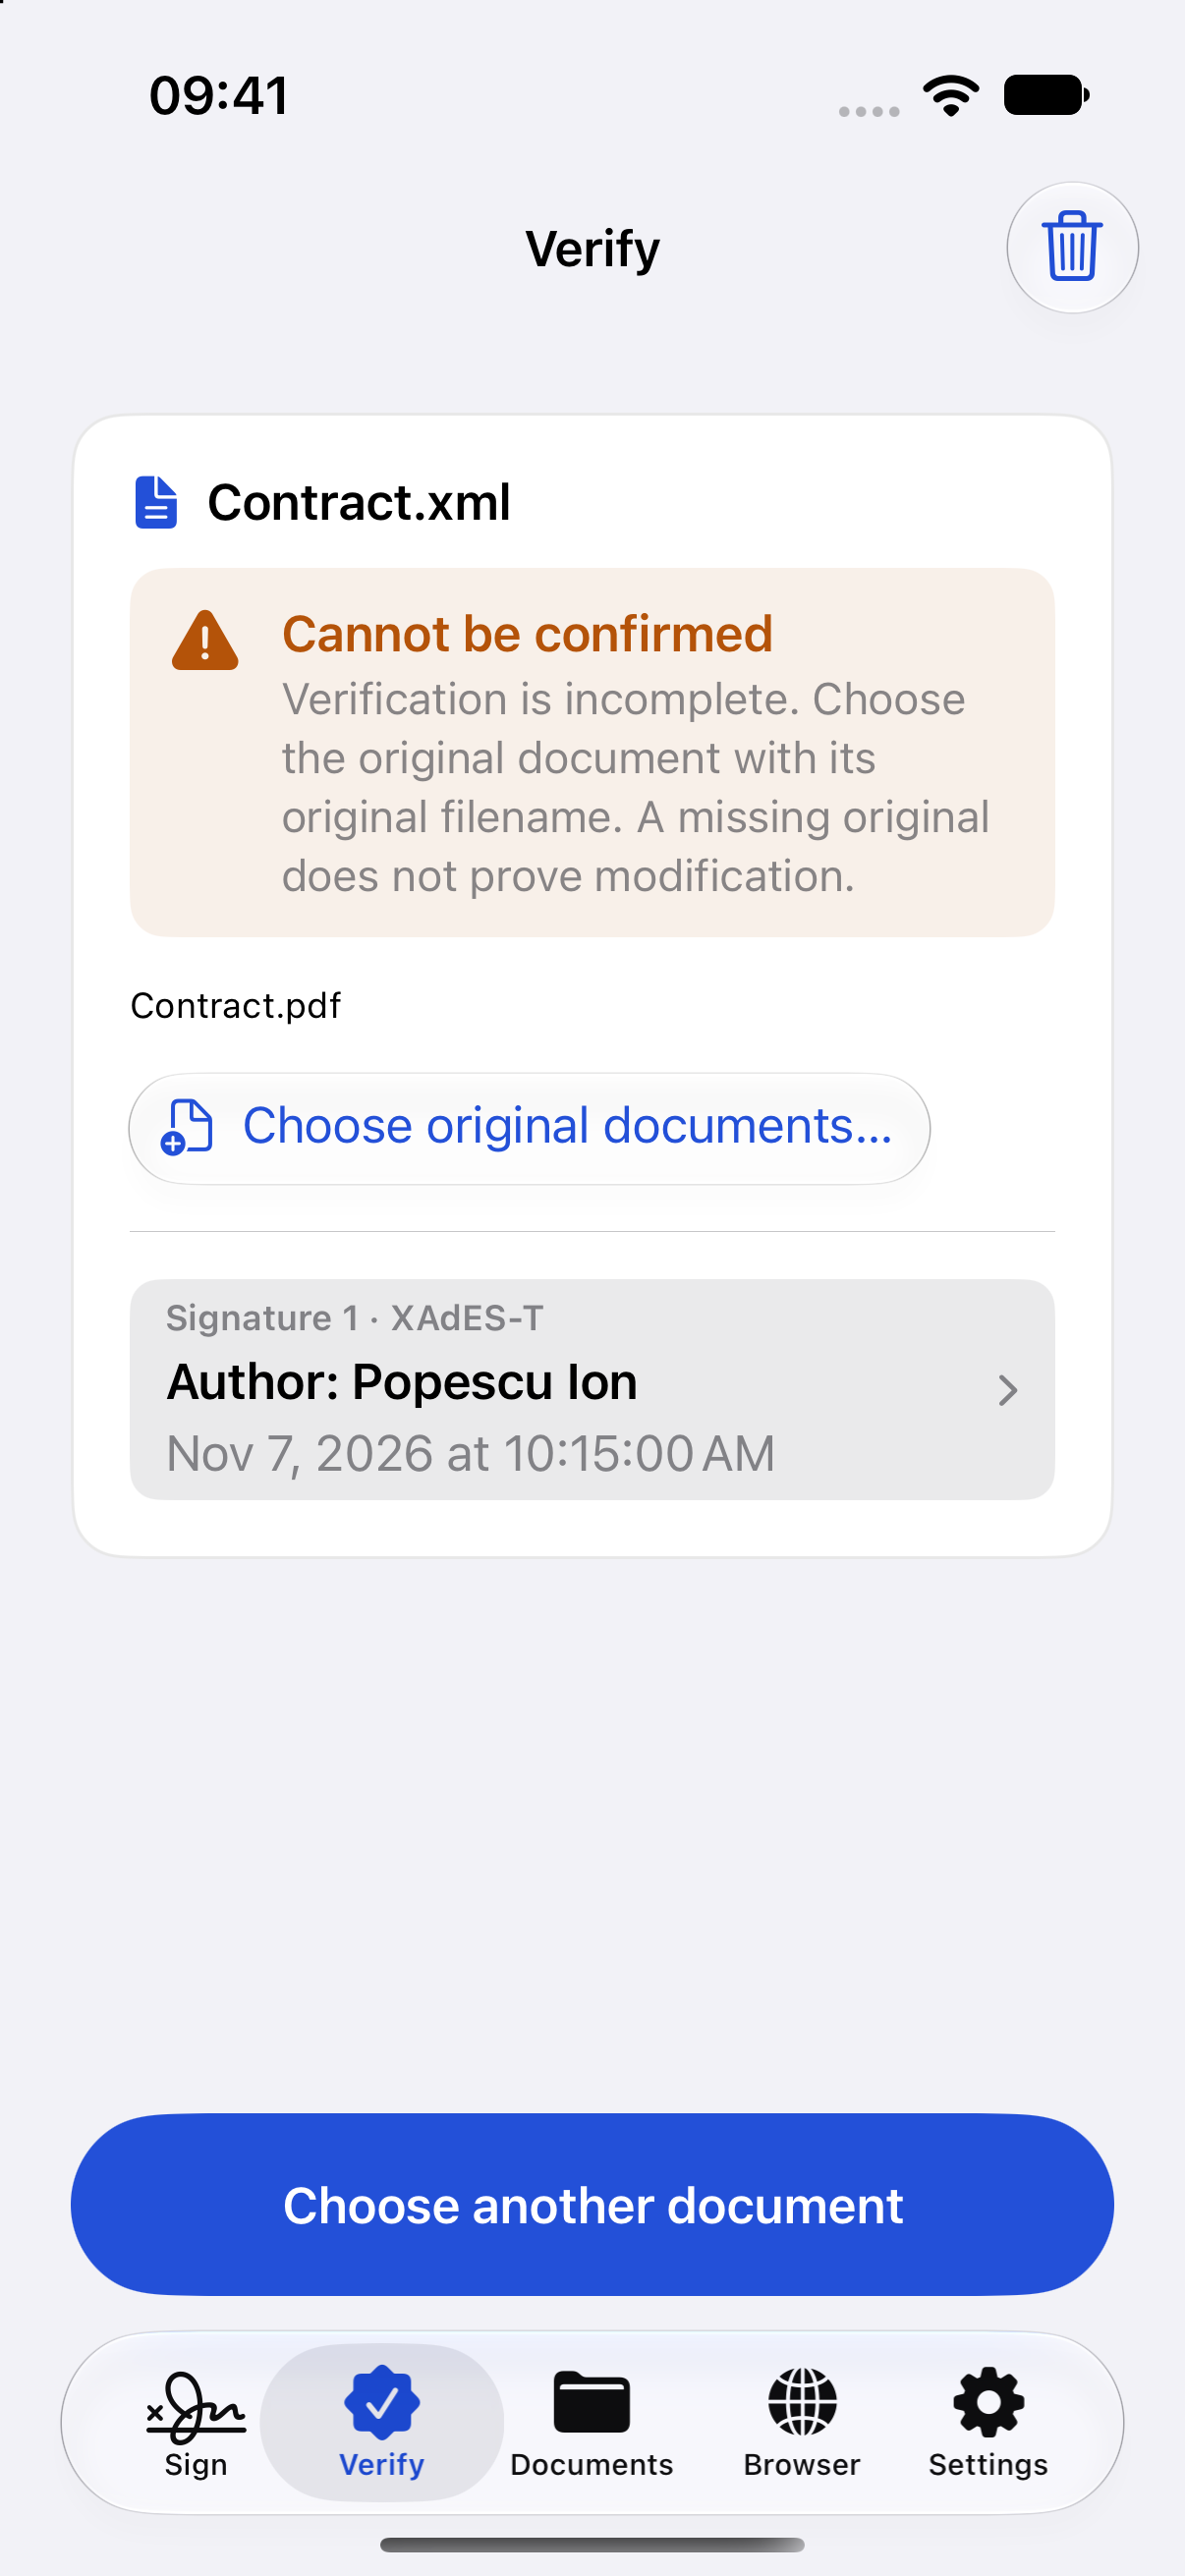 09:41
Verify
Contract.xml
Cannot be confirmed
Verification is incomplete. Choose
the original document with its
original filename. A missing original
does not prove modification.
Contract.pdf
Choose original documents...
Signature 1 · XAdES-T
Author: Popescu Ion
Nov 7, 2026 at 10:15:00 AM
Choose another document
Sign
Verify
Documents
Browser
Settings